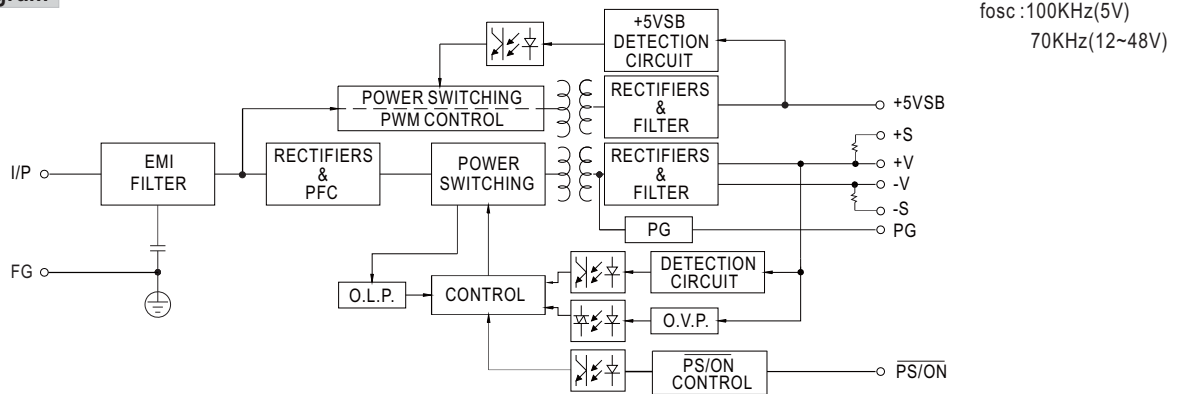 fosc :100KHz(5V)
70KHz(12~48V)
+5VSB
DETECTION
CIRCUIT
POWER SWITCHING
PWM CONTROL
RECTIFIERS
&
FILTER
+5VSB
I/P
EMI
FILTER
RECTIFIERS
&
PFC
POWER
SWITCHING
RECTIFIERS
&
FILTER
+S
+V
-V
-S
PG
PG
FG
O.L.P.
CONTROL
DETECTION
CIRCUIT
O.V.P.
PS/ON
CONTROL
PS/ON